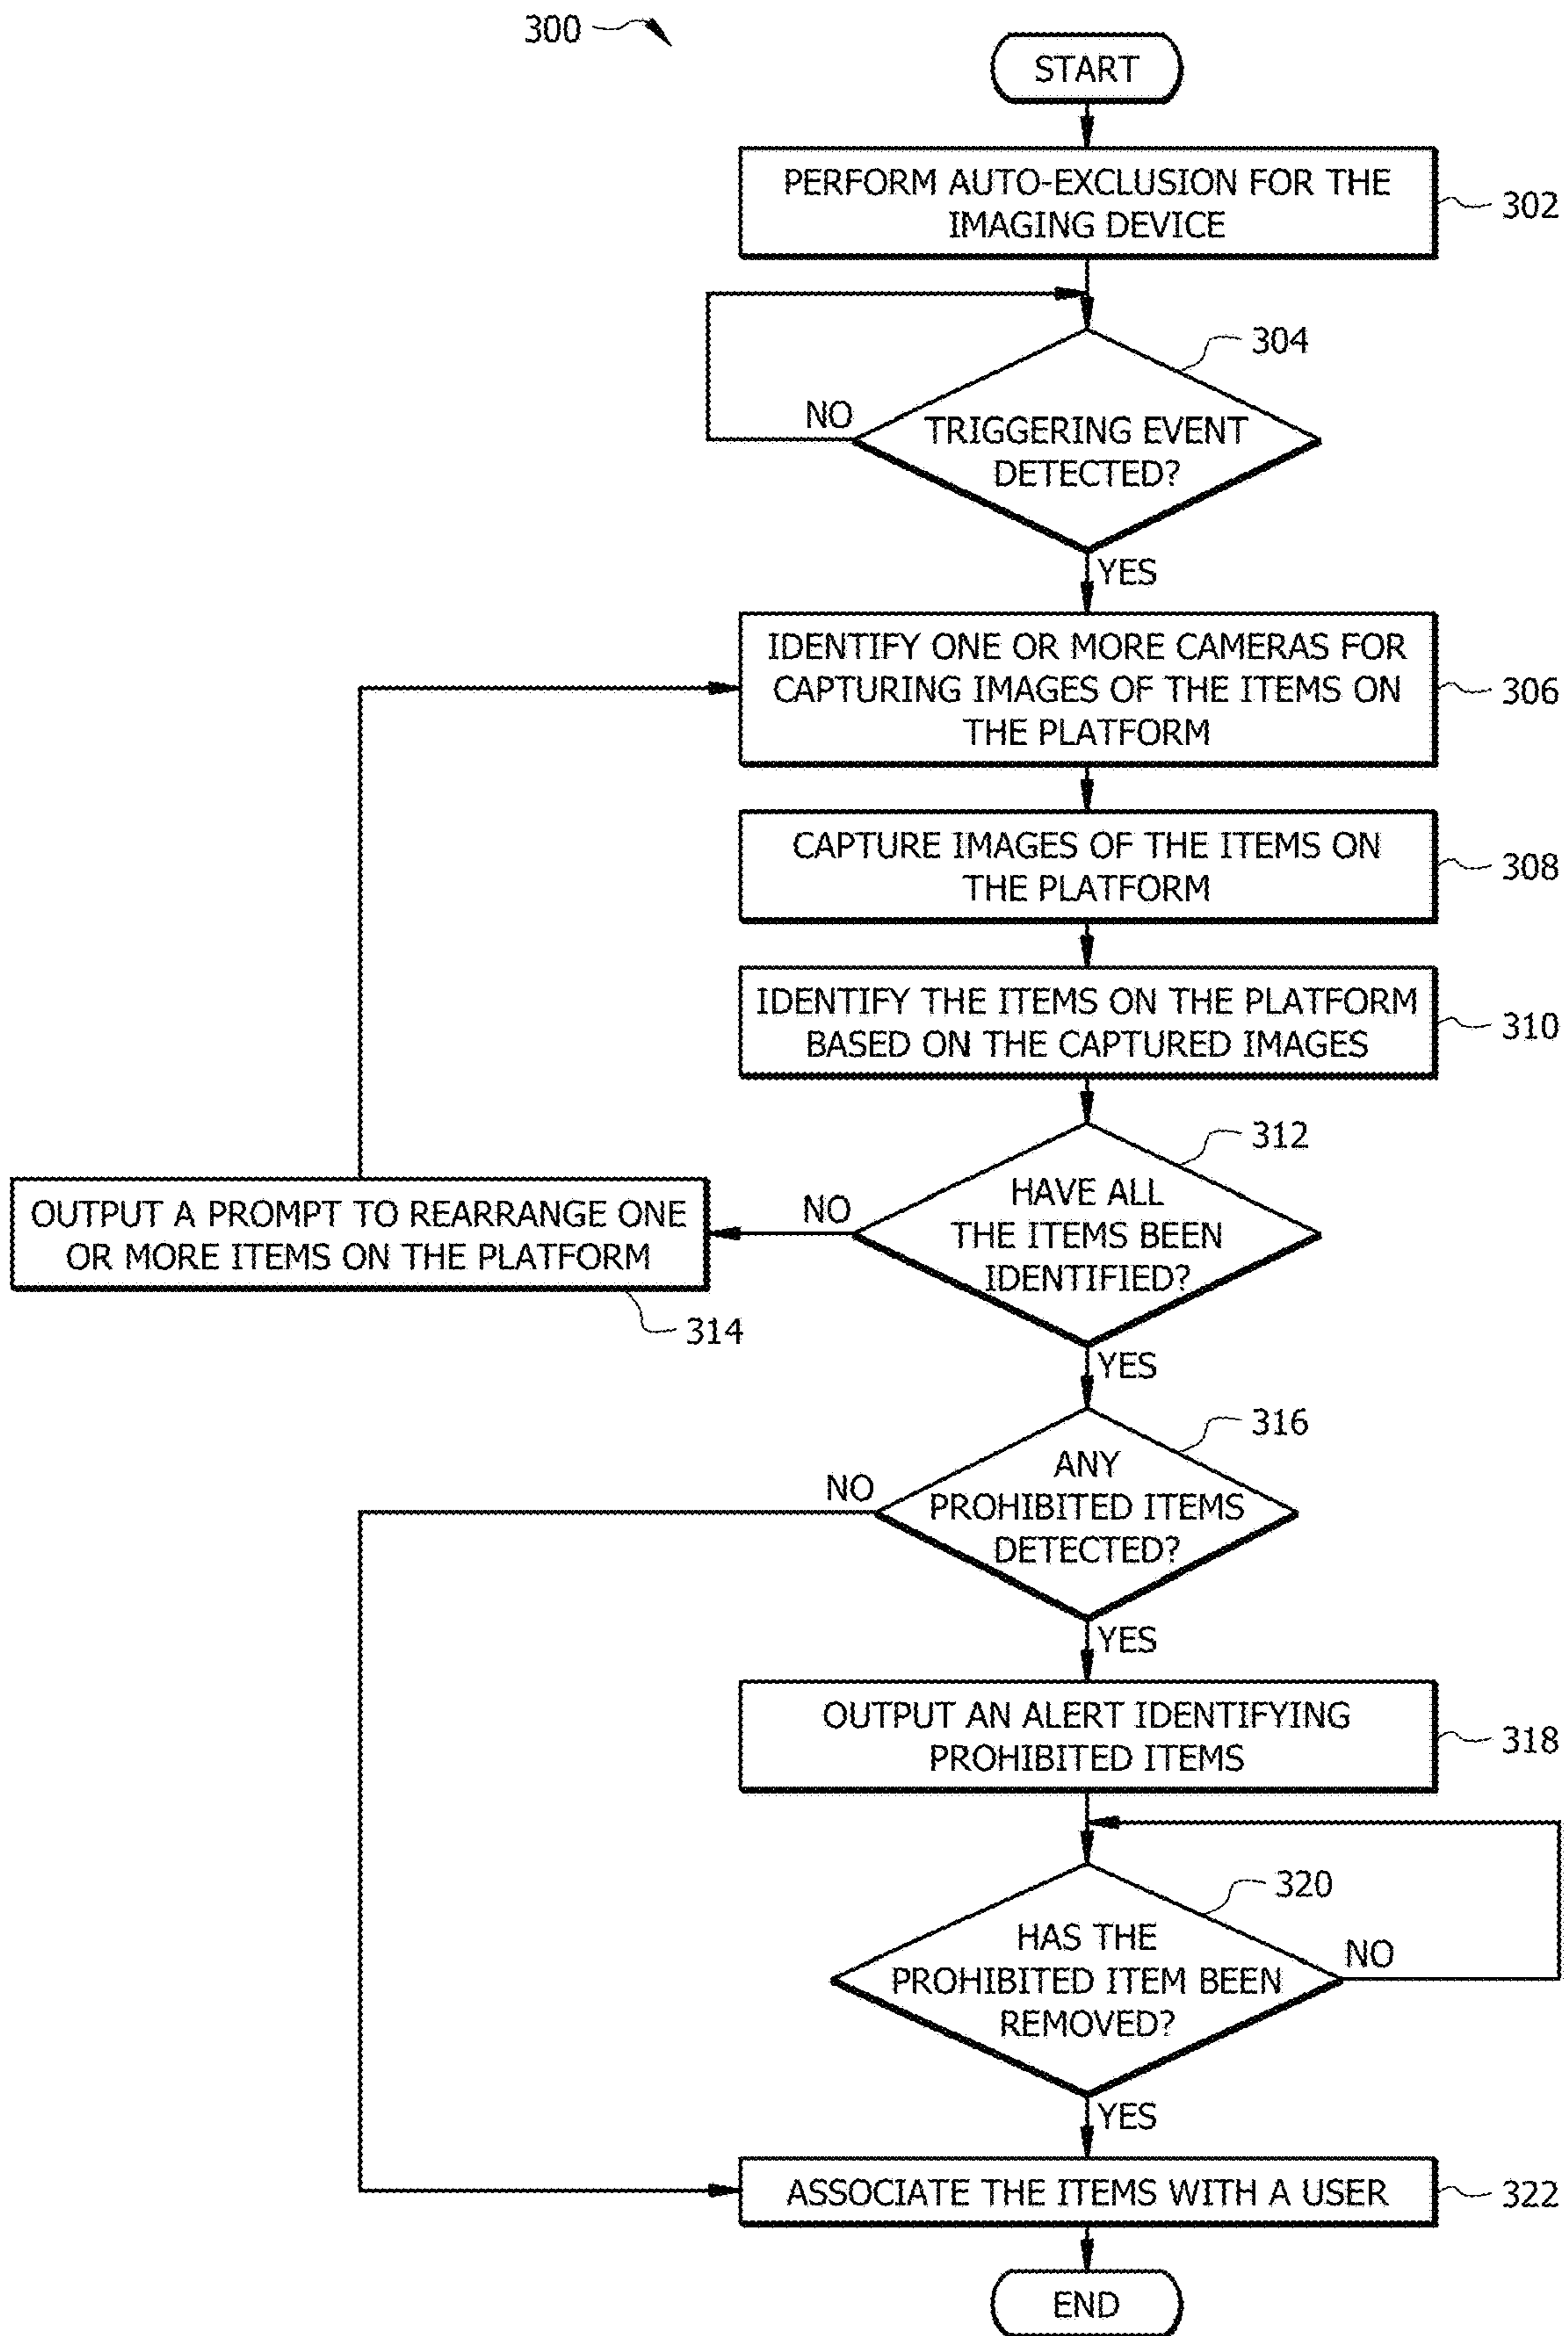 300
START
PERFORM AUTO-EXCLUSION FOR THE
IMAGING DEVICE
302
304
NO
TRIGGERING EVENT
DETECTED?
YES
IDENTIFY ONE OR MORE CAMERAS FOR
CAPTURING IMAGES OF THE ITEMS ON
THE PLATFORM
306
CAPTURE IMAGES OF THE ITEMS ON
THE PLATFORM
308
IDENTIFY THE ITEMS ON THE PLATFORM
BASED ON THE CAPTURED IMAGES
310
312
HAVE ALL
THE ITEMS BEEN
IDENTIFIED?
NO
OUTPUT A PROMPT TO REARRANGE ONE
OR MORE ITEMS ON THE PLATFORM
314
YES
316
ANY
PROHIBITED ITEMS
DETECTED?
NO
YES
OUTPUT AN ALERT IDENTIFYING
PROHIBITED ITEMS
318
320
HAS THE
PROHIBITED ITEM BEEN
REMOVED?
NO
YES
ASSOCIATE THE ITEMS WITH A USER
322
END